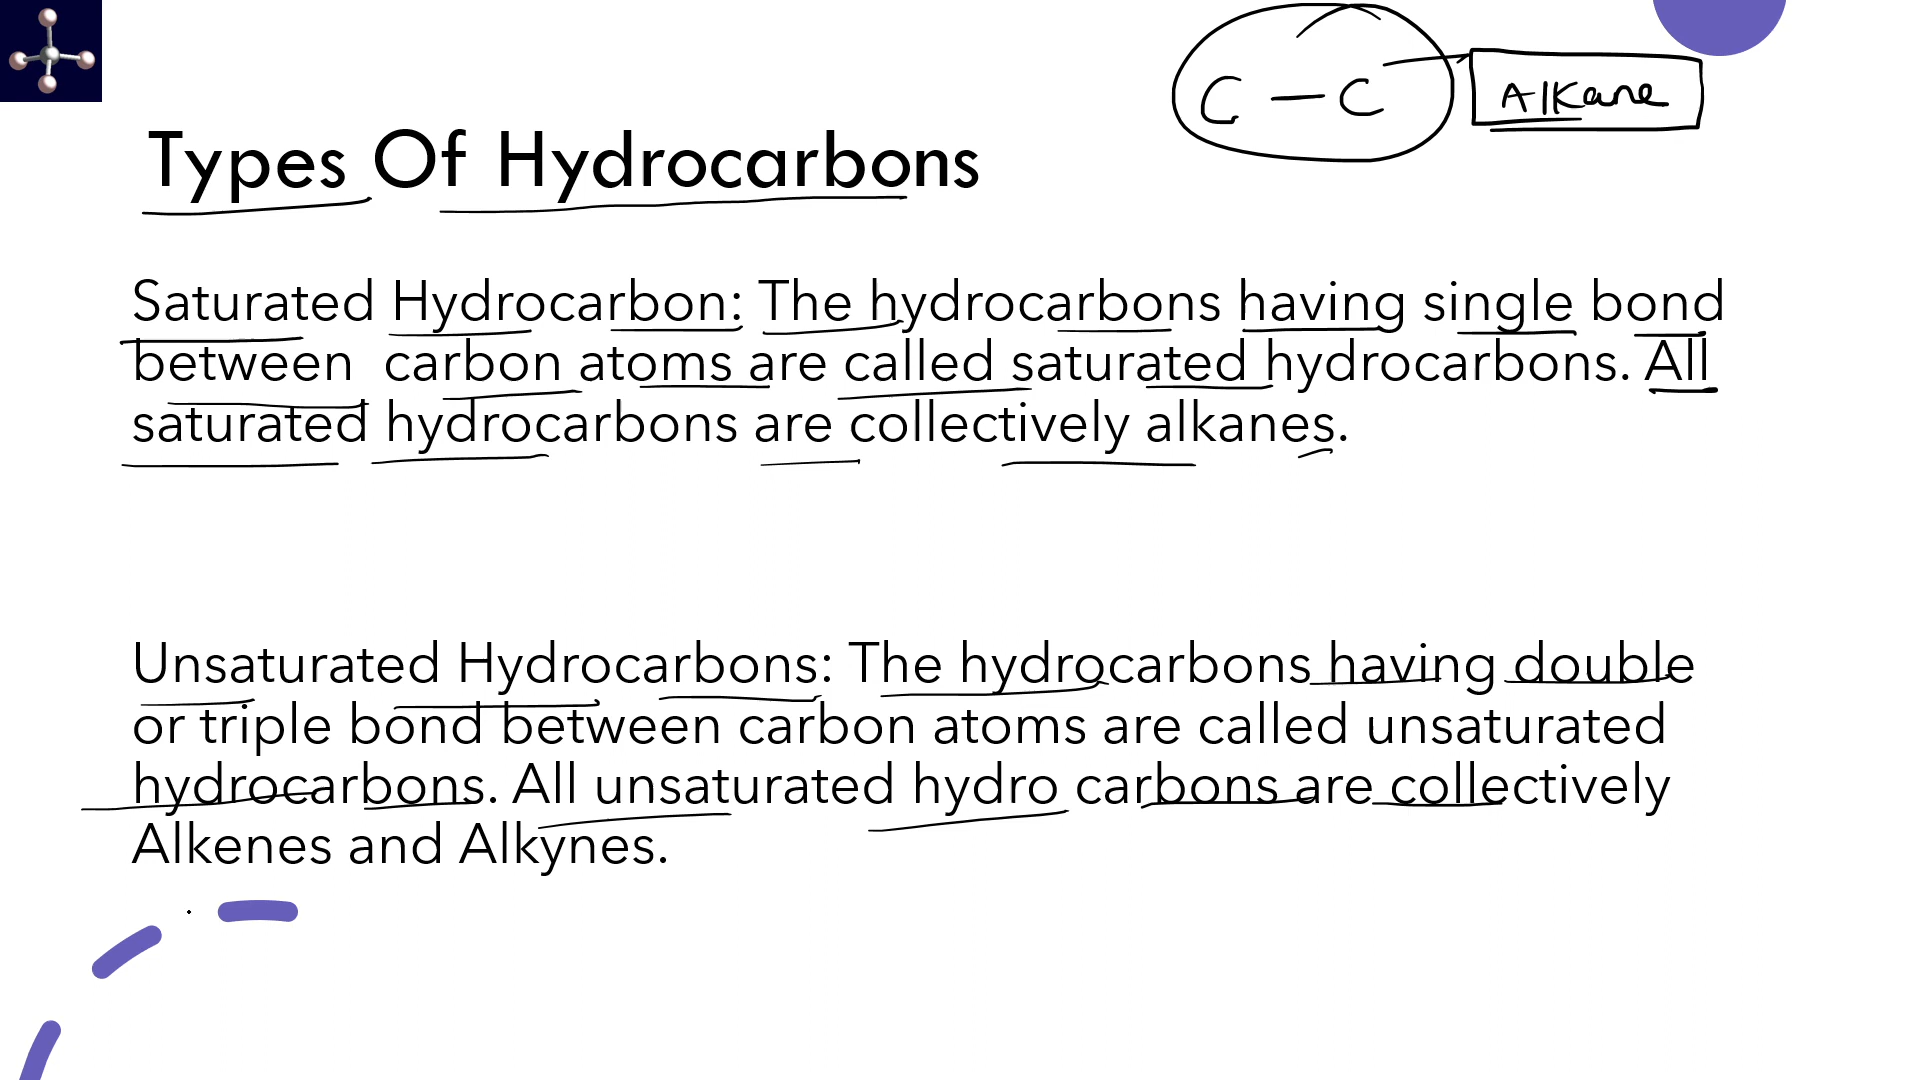 C — C Alkane
Types Of Hydrocarbons
Saturated Hydrocarbon: The hydrocarbons having single bond
between carbon atoms are called saturated hydrocarbons. All
saturated hydrocarbons are collectively alkanes.
Unsaturated Hydrocarbons: The hydrocarbons having double
or triple bond between carbon atoms are called unsaturated
hydrocarbons. All unsaturated hydro carbons are collectively
Alkenes and Alkynes.